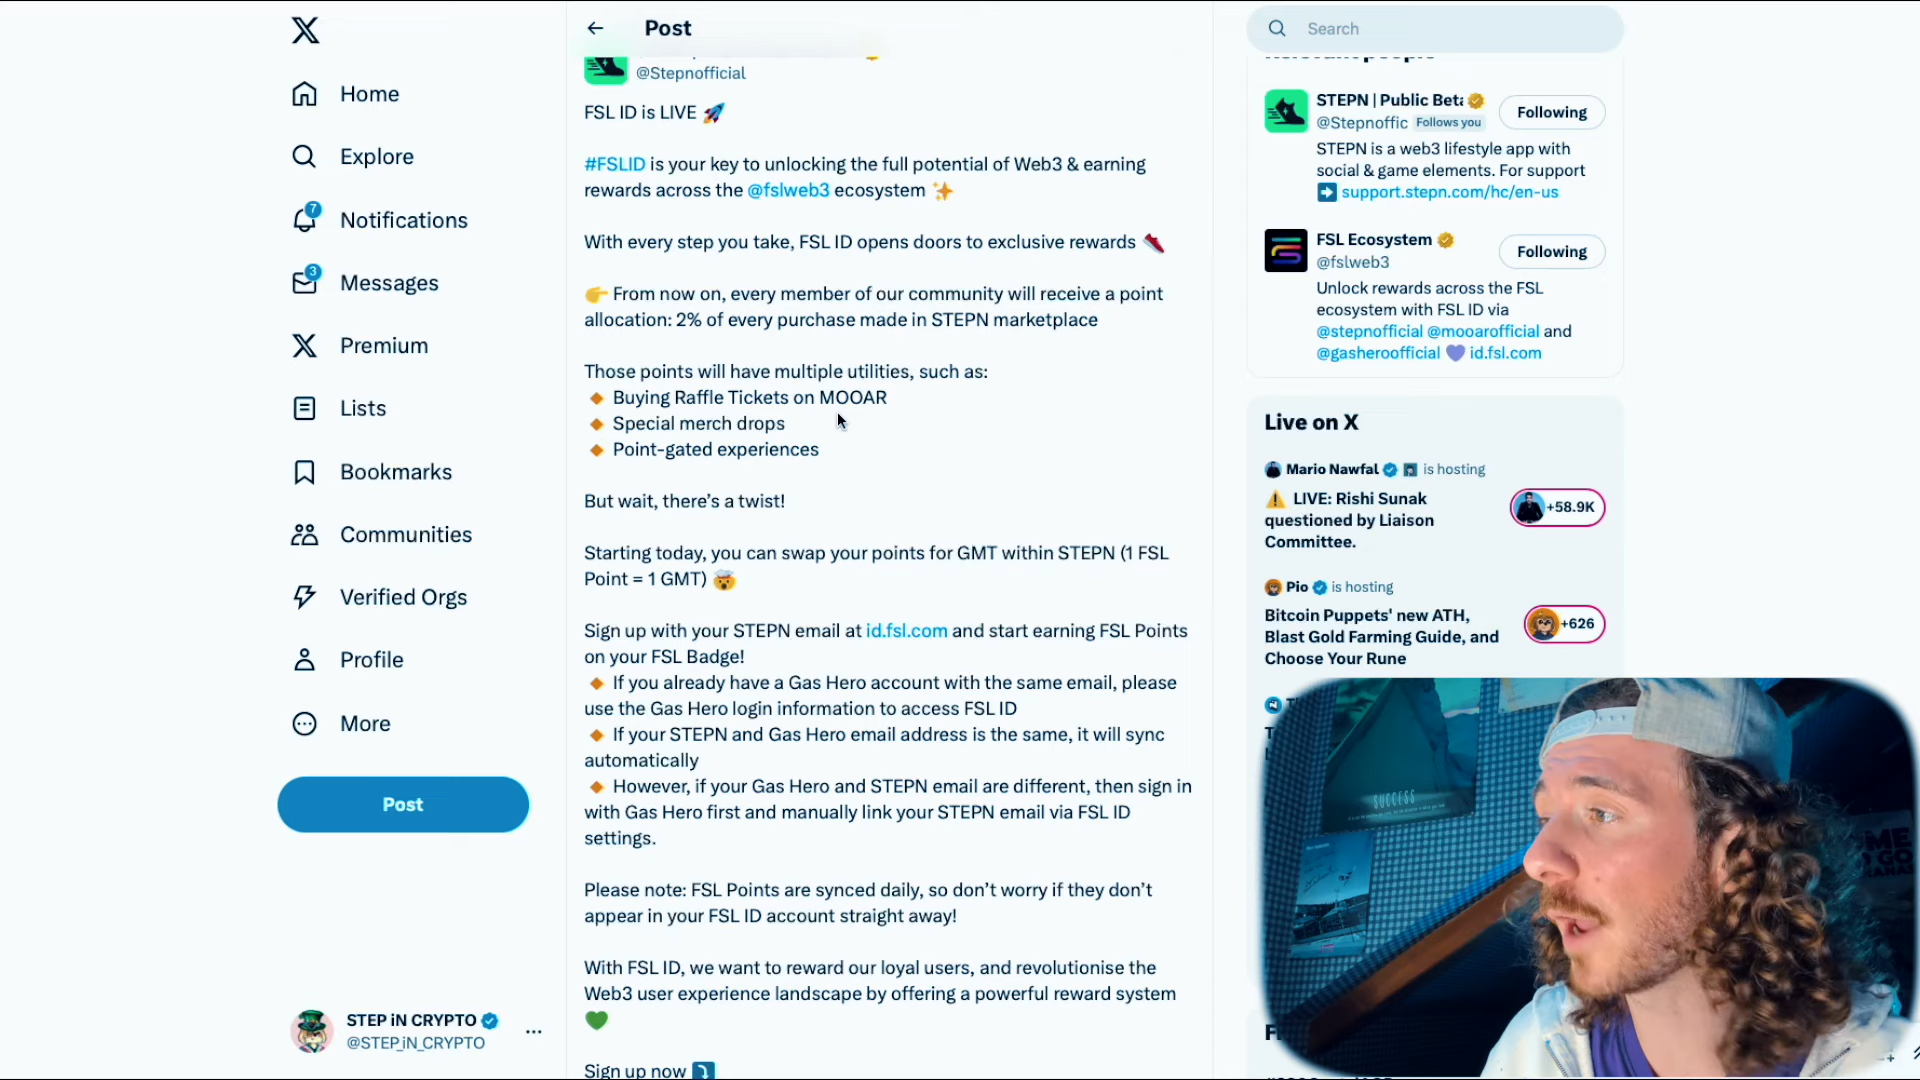 Home
Explore
7
Notifications
3
Messages
Premium
Lists
Bookmarks
Communities
Verified Orgs
Profile
More
Post
STEP iN CRYPTO
@STEP_iN_CRYPTO
Post
@Stepnofficial
FSL ID is LIVE 🚀
#FSLID is your key to unlocking the full potential of Web3 & earning
rewards across the @fslweb3 ecosystem ✨
With every step you take, FSL ID opens doors to exclusive rewards 👟
👉 From now on, every member of our community will receive a point
allocation: 2% of every purchase made in STEPN marketplace
Those points will have multiple utilities, such as:
🔸 Buying Raffle Tickets on MOOAR
🔸 Special merch drops
🔸 Point-gated experiences
But wait, there’s a twist!
Starting today, you can swap your points for GMT within STEPN (1 FSL
Point = 1 GMT) 🤯
Sign up with your STEPN email at id.fsl.com and start earning FSL Points
on your FSL Badge!
🔸 If you already have a Gas Hero account with the same email, please
use the Gas Hero login information to access FSL ID
🔸 If your STEPN and Gas Hero email address is the same, it will sync
automatically
🔸 However, if your Gas Hero and STEPN email are different, then sign in
with Gas Hero first and manually link your STEPN email via FSL ID
settings.
Please note: FSL Points are synced daily, so don’t worry if they don’t
appear in your FSL ID account straight away!
With FSL ID, we want to reward our loyal users, and revolutionise the
Web3 user experience landscape by offering a powerful reward system
💚
Sign up now ⤵️
Search
STEPN | Public Beta
Following
@Stepnoffic Follows you
STEPN is a web3 lifestyle app with
social & game elements. For support
➡️ support.stepn.com/hc/en-us
FSL Ecosystem
Following
@fslweb3
Unlock rewards across the FSL
ecosystem with FSL ID via
@stepnofficial @mooarofficial and
@gasheroofficial 💜 id.fsl.com
Live on X
Mario Nawfal is hosting
⚠️ LIVE: Rishi Sunak
questioned by Liaison
Committee.
+58.9K
Pio is hosting
Bitcoin Puppets' new ATH,
Blast Gold Farming Guide, and
Choose Your Rune
+626
SUCCESS